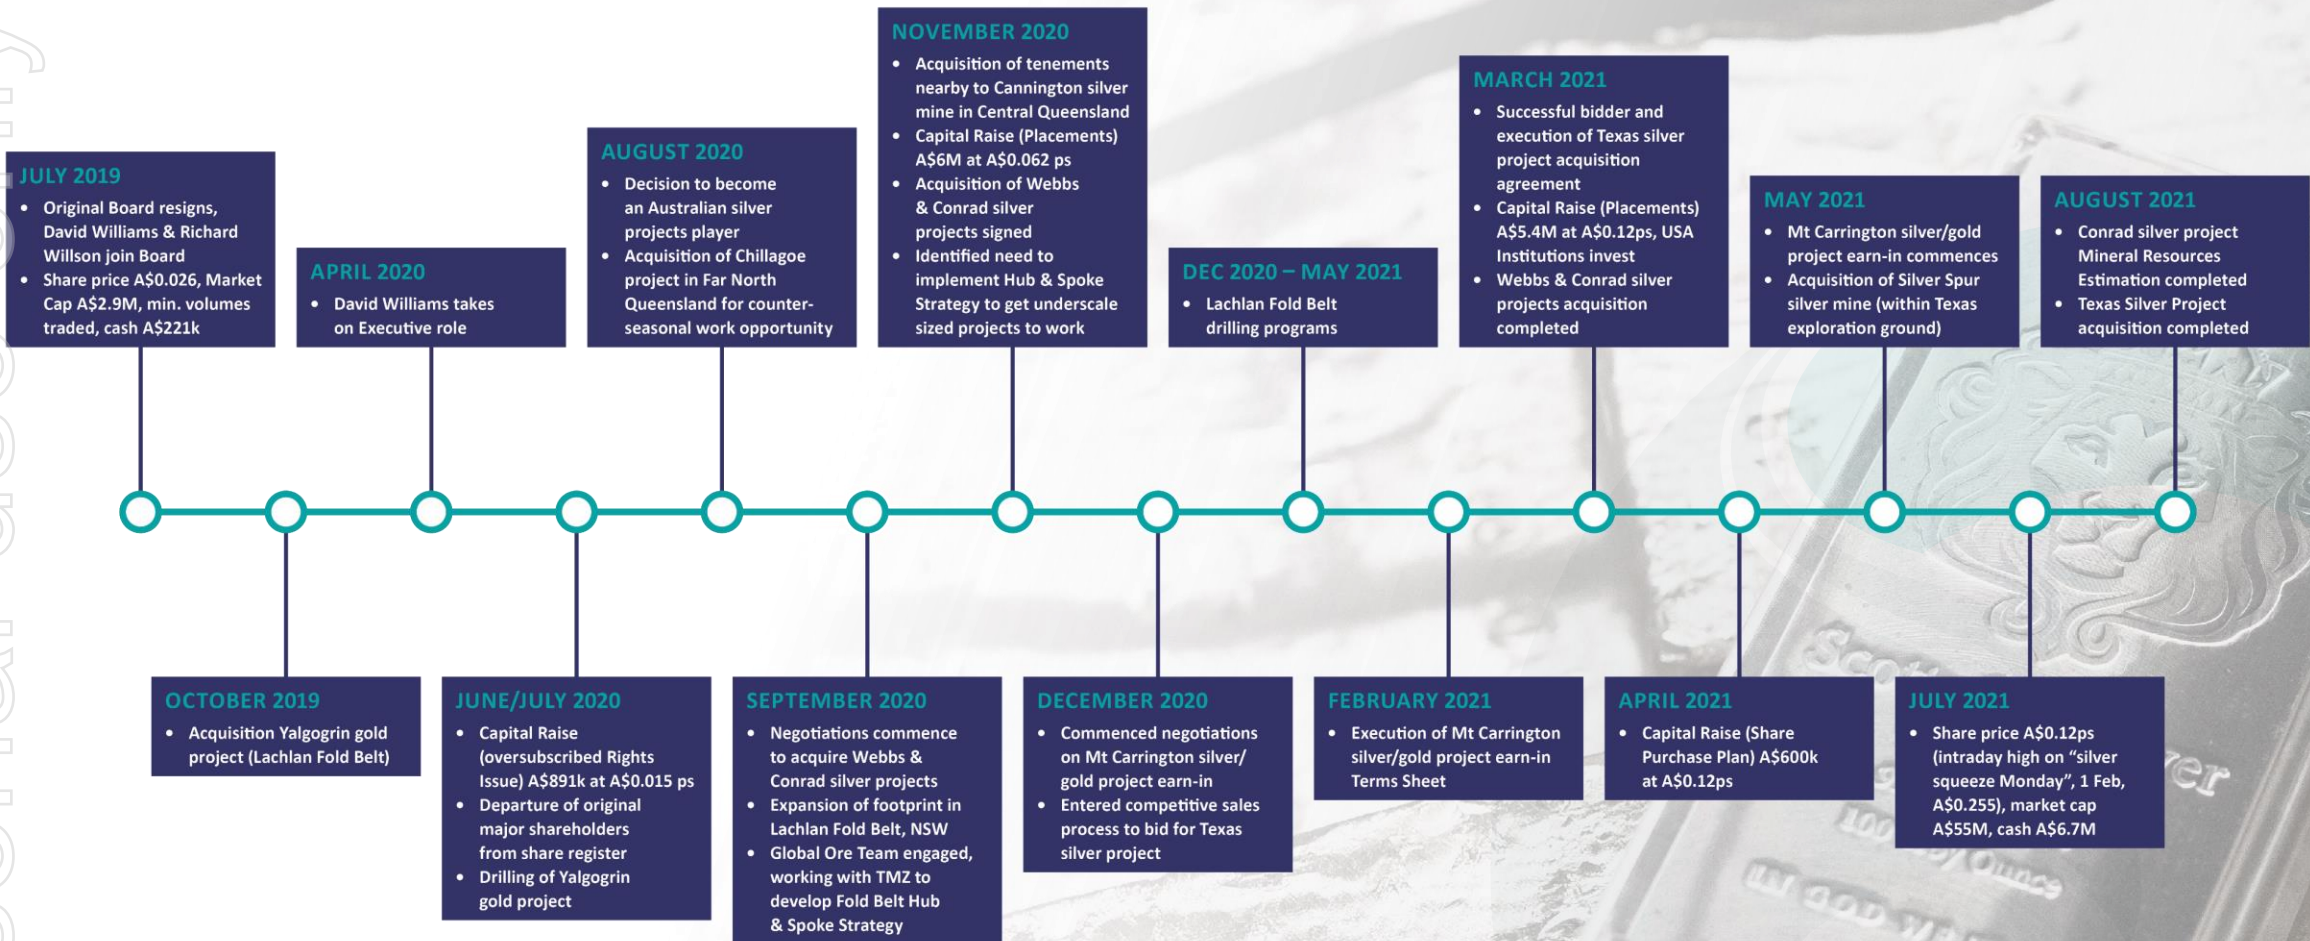 JULY 2019
• Original Board resigns,
David Williams & Richard
Willson join Board
• Share price A$0.026, Market
Cap A$2.9M, min. volumes
traded, cash A$221k
OCTOBER 2019
• Acquisition Yalgogrin gold
project (Lachlan Fold Belt)
APRIL 2020
• David Williams takes
on Executive role
JUNE/JULY 2020
• Capital Raise
(oversubscribed Rights
Issue) A$891k at A$0.015 ps
• Departure of original
major shareholders
from share register
• Drilling of Yalgogrin
gold project
AUGUST 2020
• Decision to become
an Australian silver
projects player
• Acquisition of Chillagoe
project in Far North
Queensland for counter-
seasonal work opportunity
SEPTEMBER 2020
• Negotiations commence
to acquire Webbs &
Conrad silver projects
• Expansion of footprint in
Lachlan Fold Belt, NSW
• Global Ore Team engaged,
working with TMZ to
develop Fold Belt Hub
& Spoke Strategy
NOVEMBER 2020
• Acquisition of tenements
nearby to Cannington silver
mine in Central Queensland
• Capital Raise (Placements)
A$6M at A$0.062 ps
• Acquisition of Webbs
& Conrad silver
projects signed
• Identified need to
implement Hub & Spoke
Strategy to get underscale
sized projects to work
DECEMBER 2020
• Commenced negotiations
on Mt Carrington silver/
gold project earn-in
• Entered competitive sales
process to bid for Texas
silver project
DEC 2020 – MAY 2021
• Lachlan Fold Belt
drilling programs
FEBRUARY 2021
• Execution of Mt Carrington
silver/gold project earn-in
Terms Sheet
MARCH 2021
• Successful bidder and
execution of Texas silver
project acquisition
agreement
• Capital Raise (Placements)
A$5.4M at A$0.12ps, USA
Institutions invest
• Webbs & Conrad silver
projects acquisition
completed
APRIL 2021
• Capital Raise (Share
Purchase Plan) A$600k
at A$0.12ps
MAY 2021
• Mt Carrington silver/gold
project earn-in commences
• Acquisition of Silver Spur
silver mine (within Texas
exploration ground)
JULY 2021
• Share price A$0.12ps
(intraday high on “silver
squeeze Monday”, 1 Feb,
A$0.255), market cap
A$55M, cash A$6.7M
AUGUST 2021
• Conrad silver project
Mineral Resources
Estimation completed
• Texas Silver Project
acquisition completed